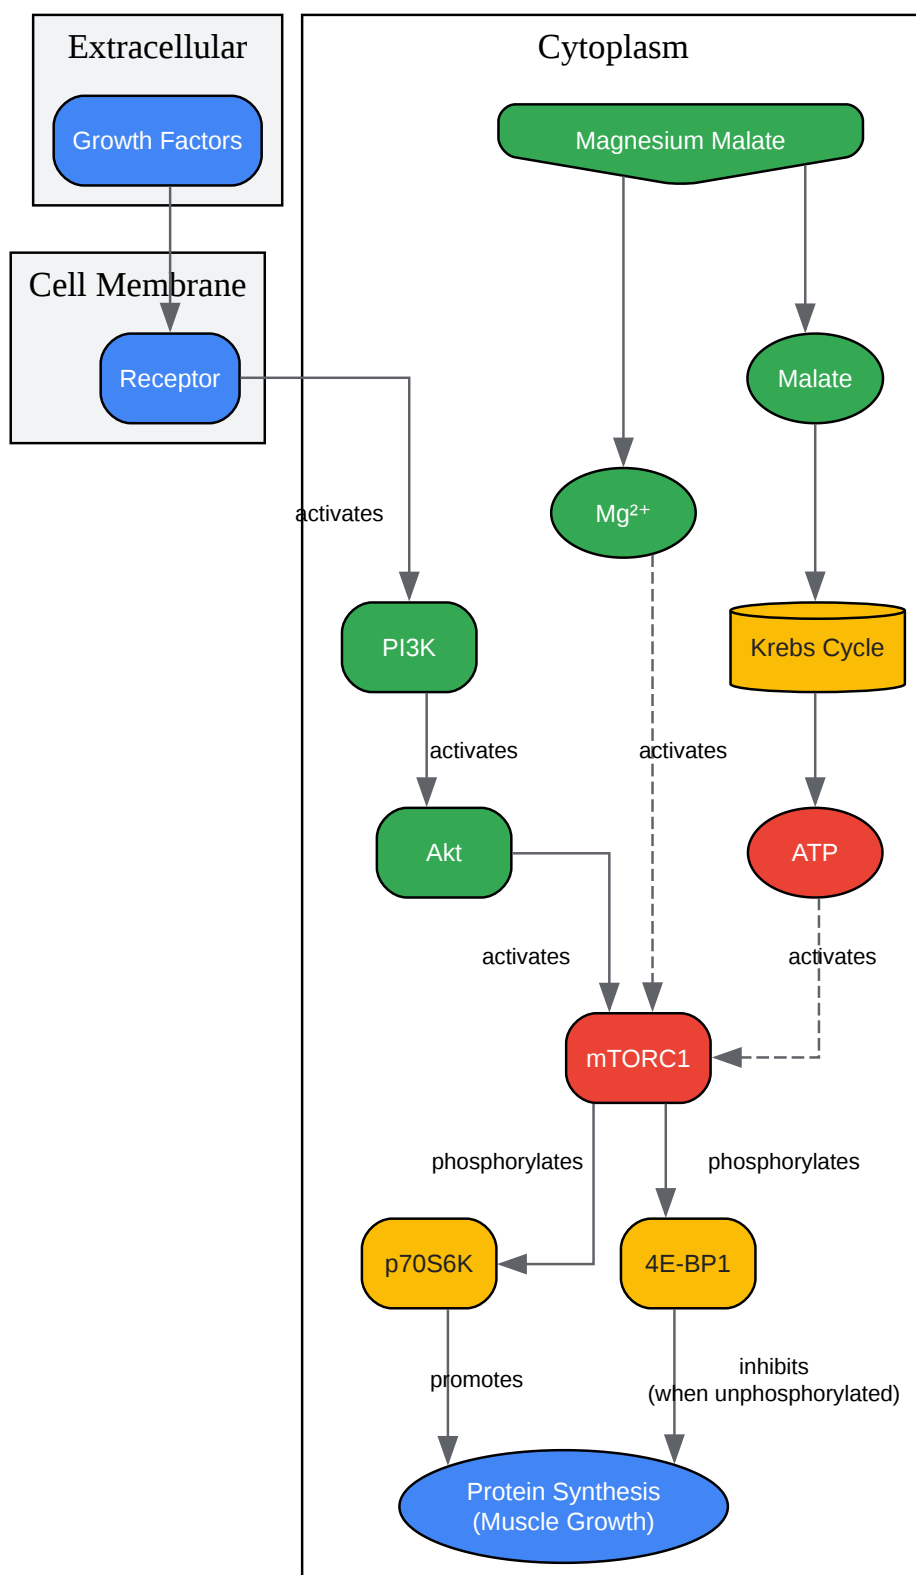 Extracellular
Cytoplasm
Growth Factors
Magnesium Malate
Cell Membrane
Receptor
Malate
activates
Mg²⁺
PI3K
Krebs Cycle
activates
activates
Akt
ATP
activates
activates
mTORC1
phosphorylates
phosphorylates
p70S6K
4E-BP1
promotes
inhibits
(when unphosphorylated)
Protein Synthesis
(Muscle Growth)